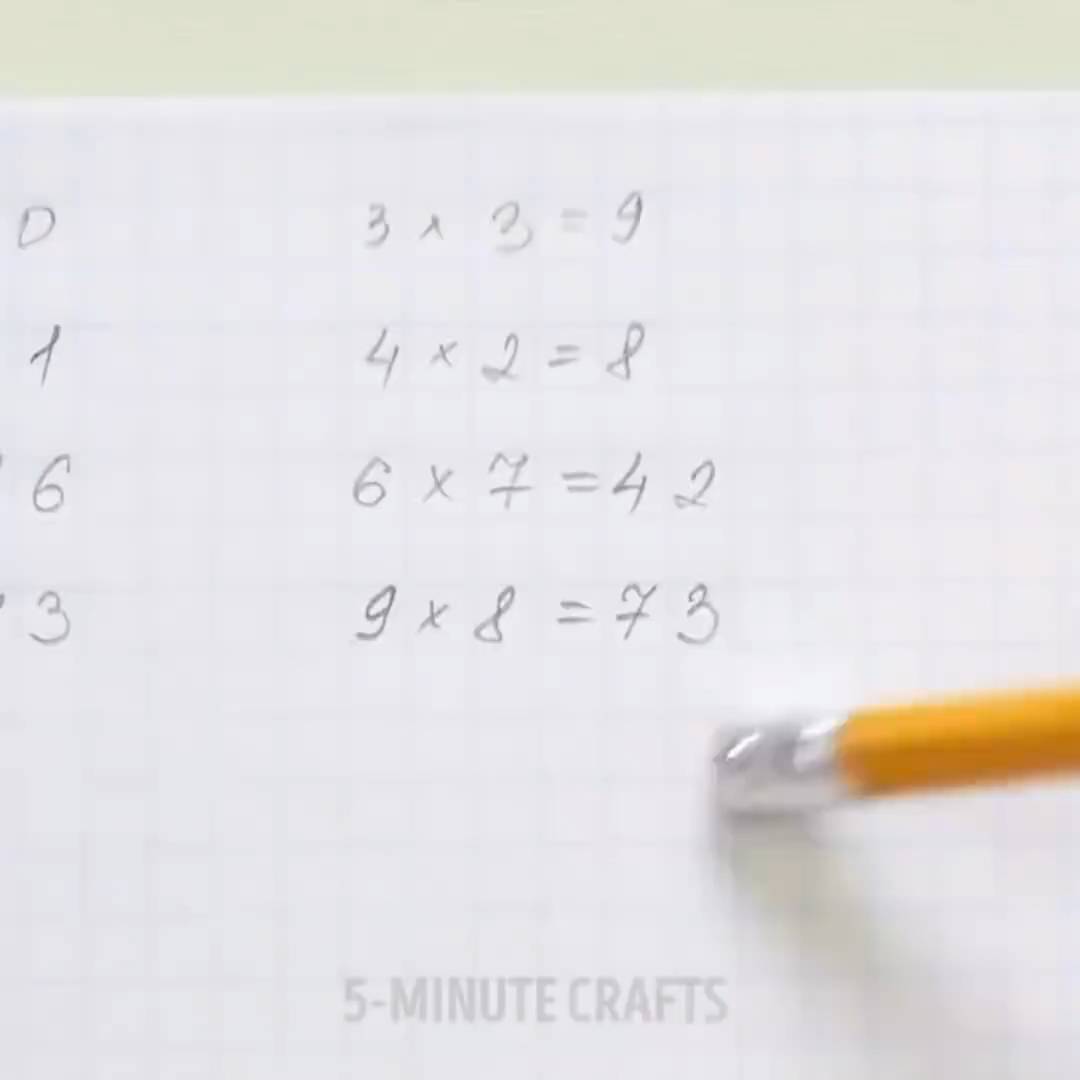 0 3 × 3 = 9
1 4 × 2 = 8
6 6 × 7 = 42
3 9 × 8 = 73
5-MINUTE CRAFTS